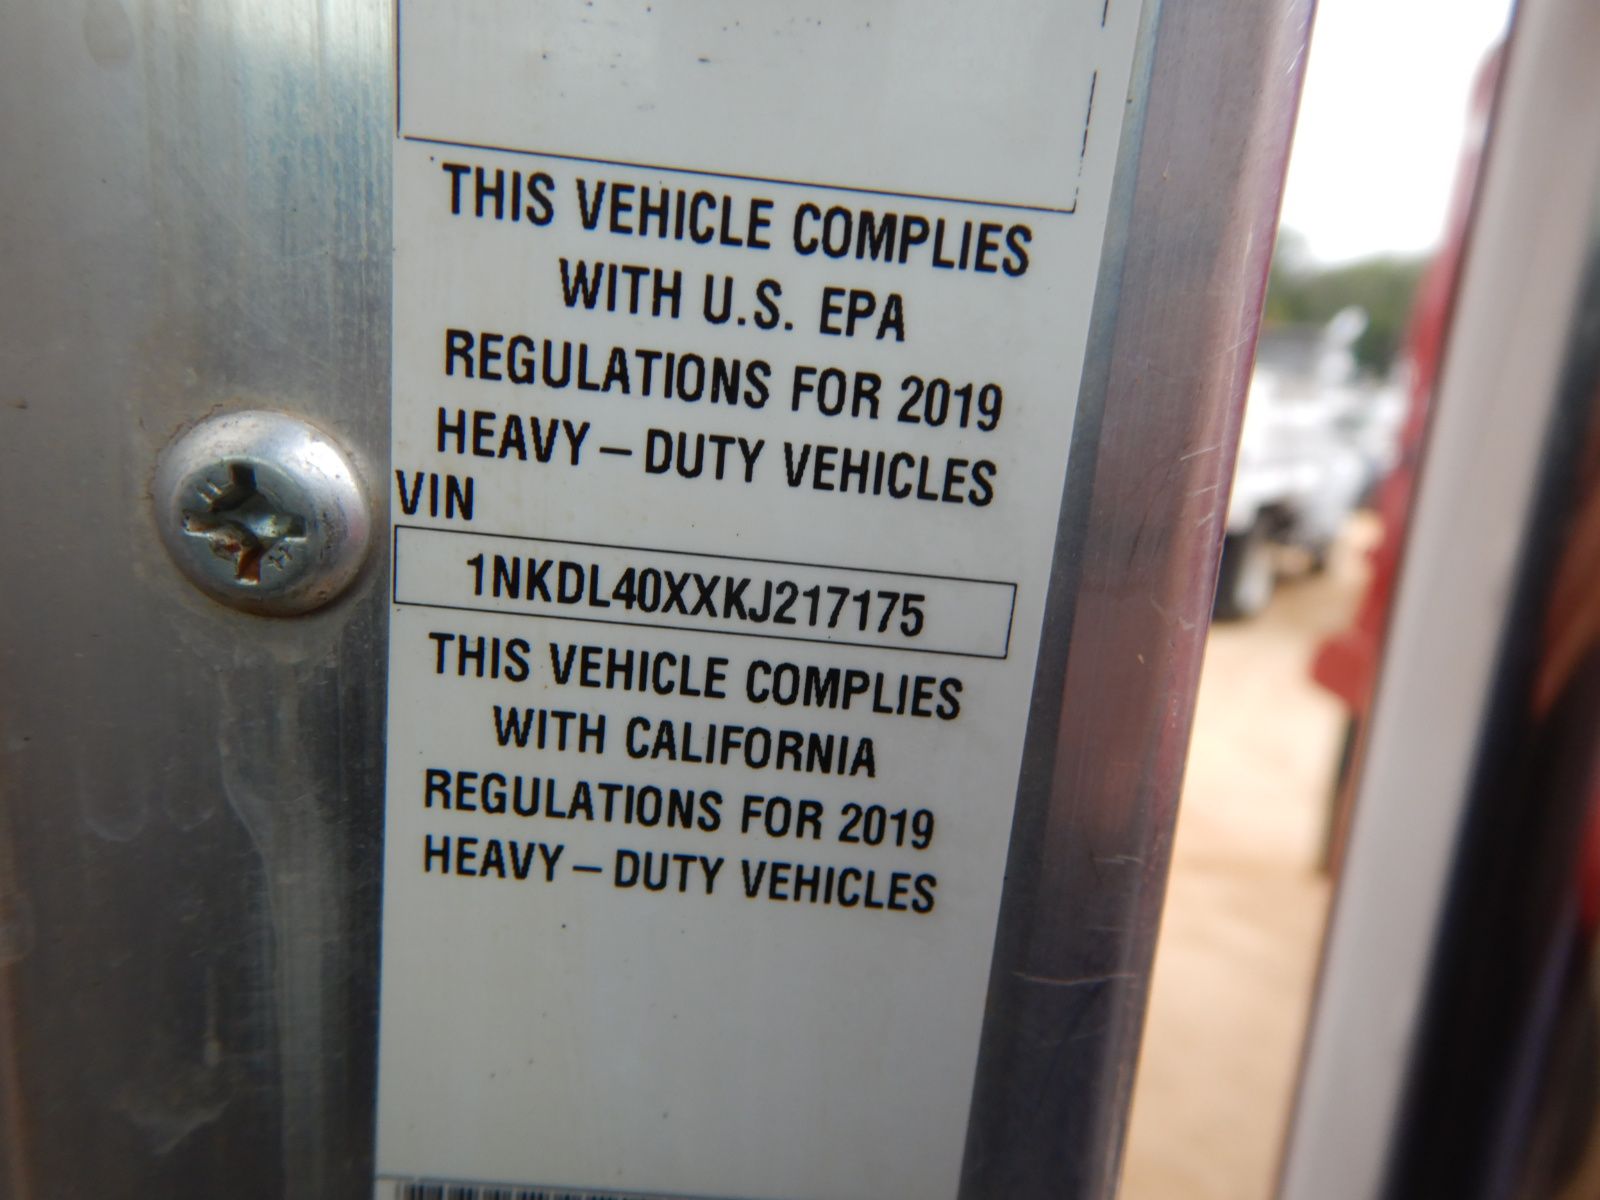 THIS VEHICLE COMPLIES
WITH U.S. EPA
REGULATIONS FOR 2019
HEAVY – DUTY VEHICLES
VIN
1NKDL40XXKJ217175
THIS VEHICLE COMPLIES
WITH CALIFORNIA
REGULATIONS FOR 2019
HEAVY – DUTY VEHICLES